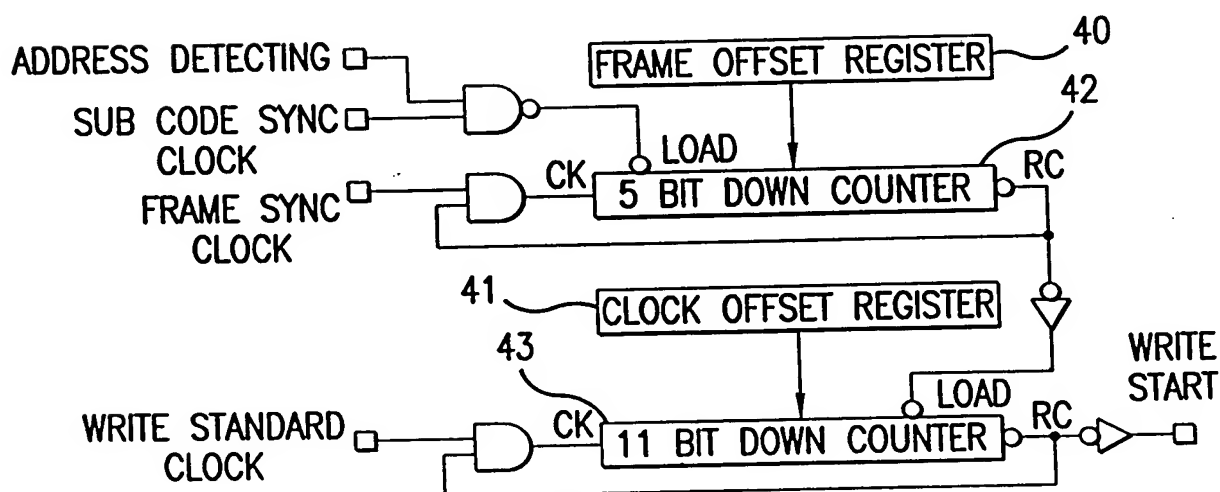 ADDRESS DETECTING
SUB CODE SYNC
CLOCK
FRAME SYNC
CLOCK
FRAME OFFSET REGISTER
40
42
LOAD
CK
5 BIT DOWN COUNTER
RC
41
CLOCK OFFSET REGISTER
43
WRITE STANDARD
CLOCK
CK
LOAD
11 BIT DOWN COUNTER
RC
WRITE
START